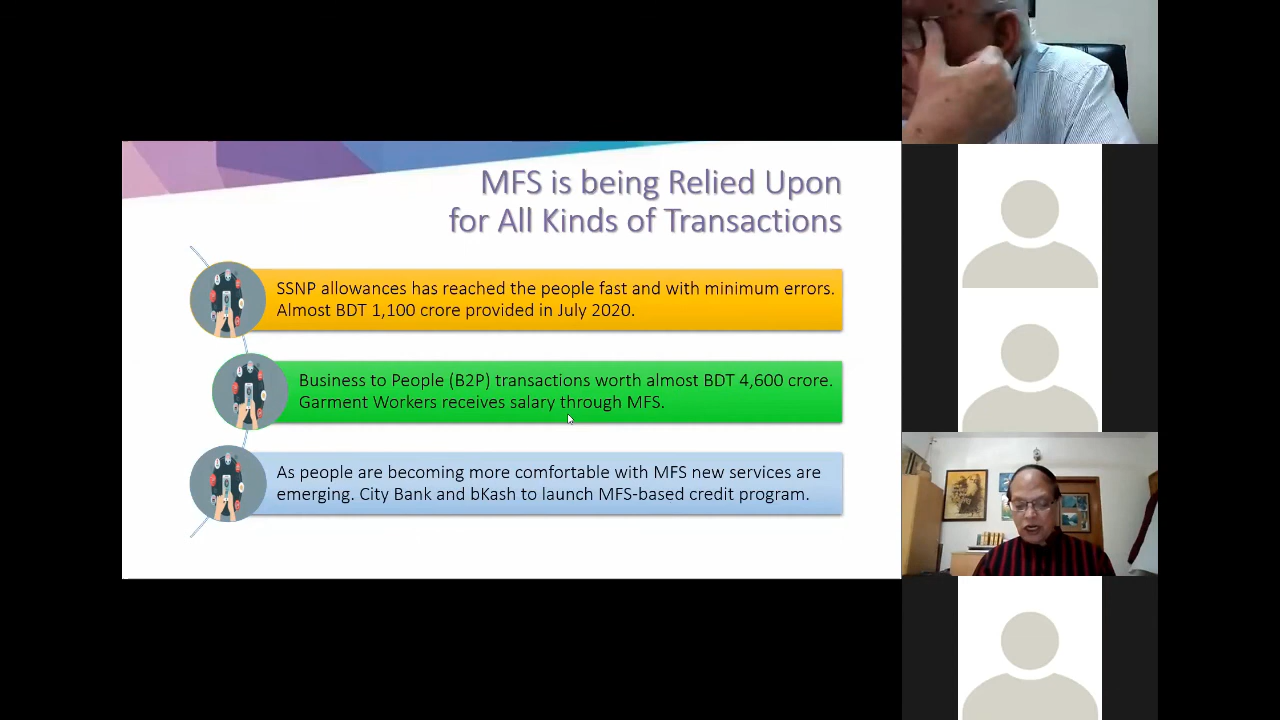 MFS is being Relied Upon
for All Kinds of Transactions
SSNP allowances has reached the people fast and with minimum errors.
Almost BDT 1,100 crore provided in July 2020.
Business to People (B2P) transactions worth almost BDT 4,600 crore.
Garment Workers receives salary through MFS.
As people are becoming more comfortable with MFS new services are
emerging. City Bank and bKash to launch MFS-based credit program.